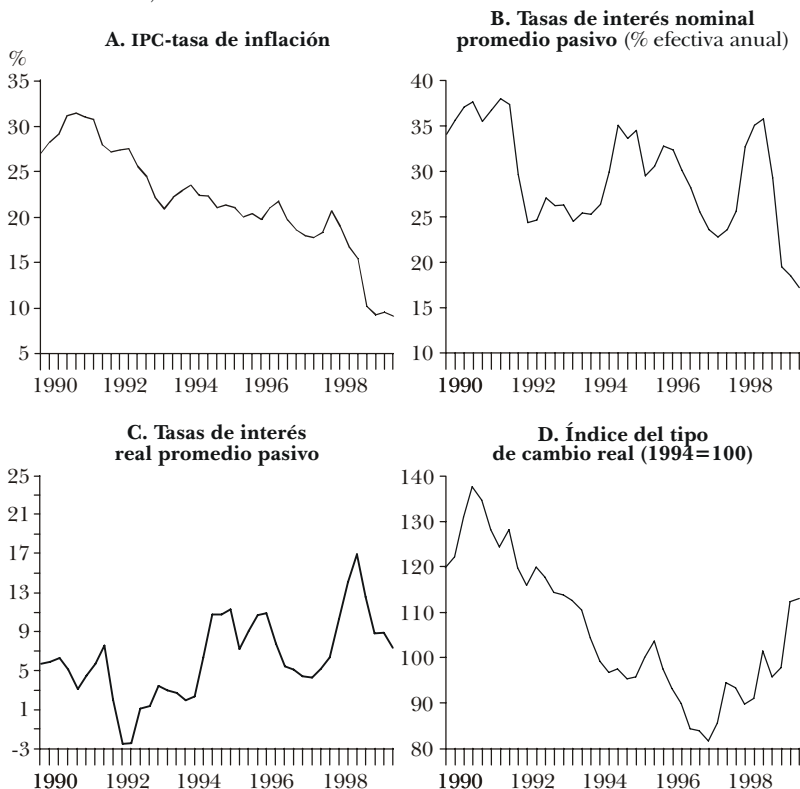 A. IPC-tasa de inflación
%
35
30
25
20
15
10
5
1990 1992 1994 1996 1998
B. Tasas de interés nominal
promedio pasivo (% efectiva anual)
40
35
30
25
20
15
10
1990 1992 1994 1996 1998
C. Tasas de interés
real promedio pasivo
25
21
17
13
9
5
1
-3
1990 1992 1994 1996 1998
D. Índice del tipo
de cambio real (1994=100)
140
130
120
110
100
90
80
1990 1992 1994 1996 1998